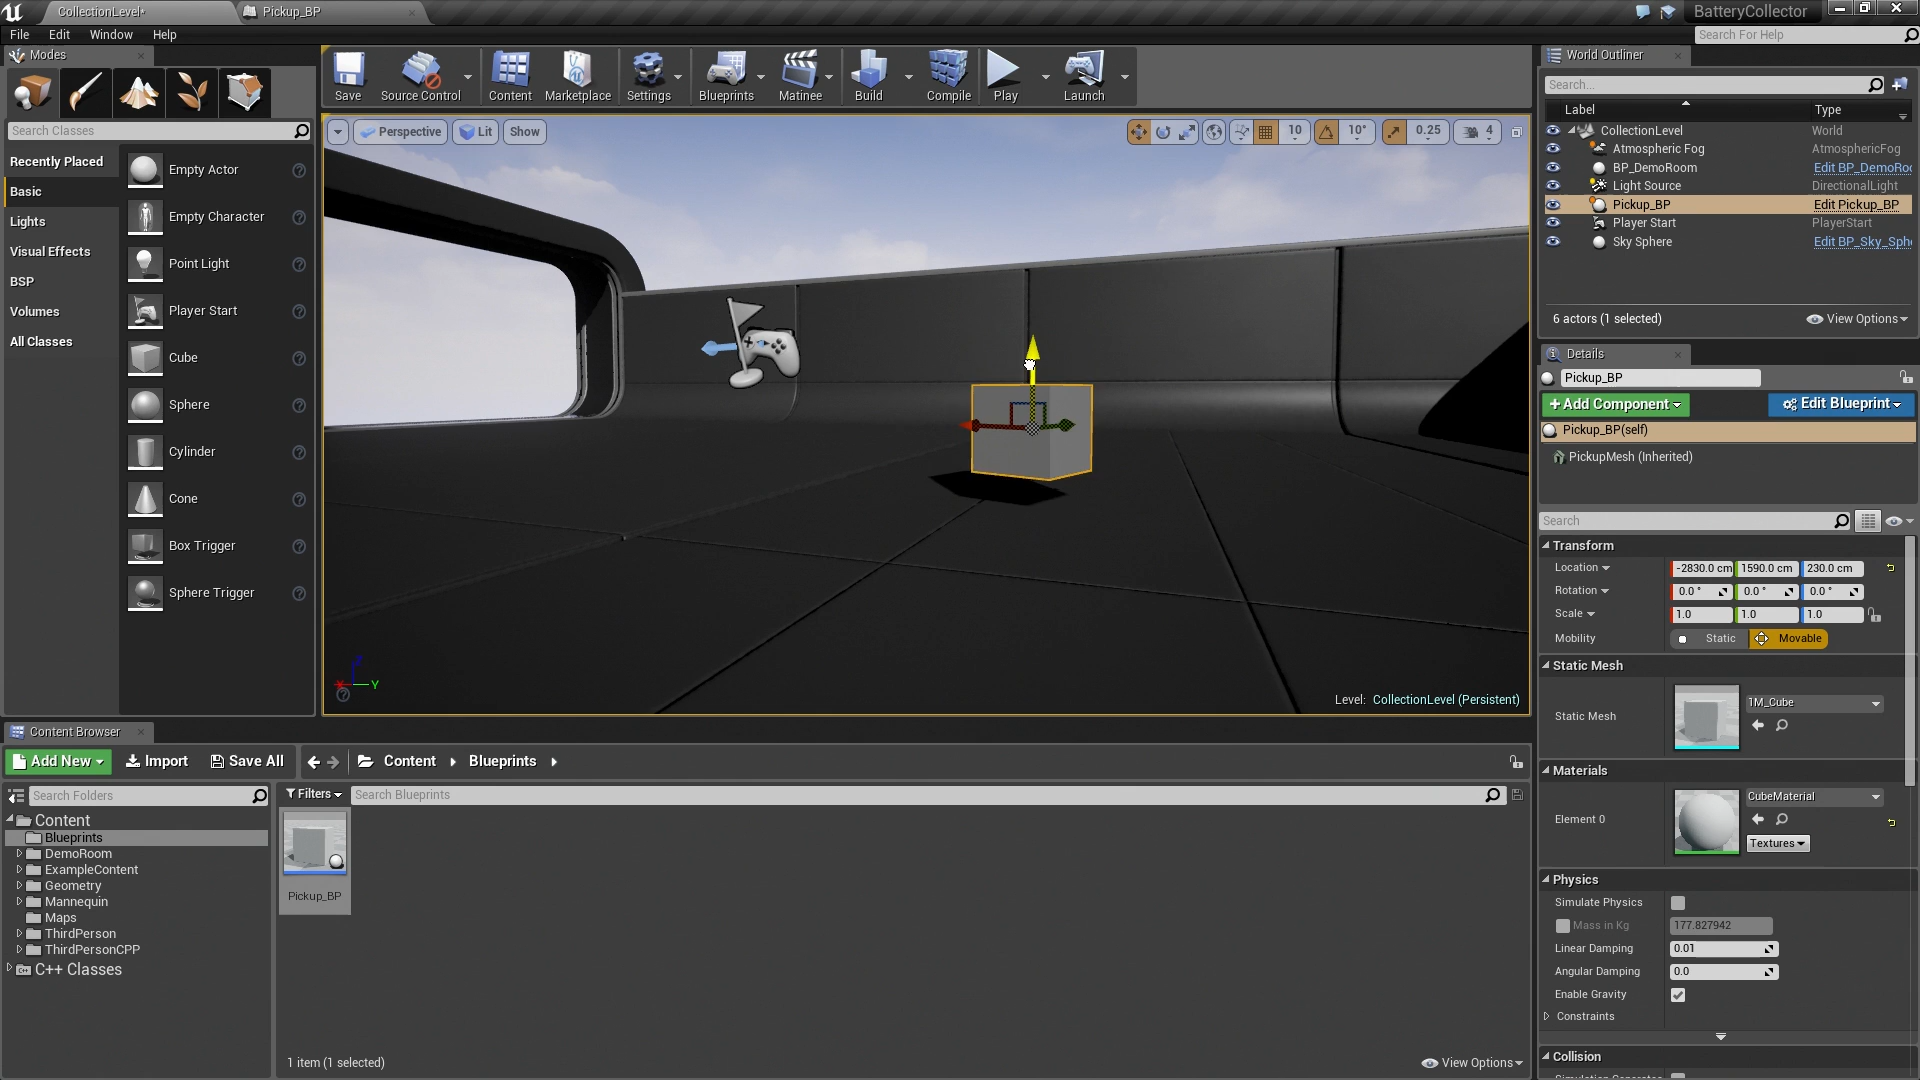 CollectionLevel*
Pickup_BP
BatteryCollector
File Edit Window Help
Search For Help
Modes
Search Classes
Recently Placed
Basic
Lights
Visual Effects
BSP
Volumes
All Classes
Empty Actor
Empty Character
Point Light
Player Start
Cube
Sphere
Cylinder
Cone
Box Trigger
Sphere Trigger
Save
Source Control
Content
Marketplace
Settings
Blueprints
Matinee
Build
Compile
Play
Launch
Perspective
Lit
Show
10
10°
0.25
4
X
Y
Level: CollectionLevel (Persistent)
World Outliner
Search...
Label Type
CollectionLevel World
Atmospheric Fog AtmosphericFog
BP_DemoRoom Edit BP_DemoRoo
Light Source DirectionalLight
Pickup_BP Edit Pickup_BP
Player Start PlayerStart
Sky Sphere Edit BP_Sky_Sphe
6 actors (1 selected)
View Options
Details
Pickup_BP
+Add Component
Edit Blueprint
Pickup_BP(self)
PickupMesh (Inherited)
Search
Transform
Location -2830.0 cm 1590.0 cm 230.0 cm
Rotation 0.0 ° 0.0 ° 0.0 °
Scale 1.0 1.0 1.0
Mobility Static Movable
Static Mesh
Static Mesh 1M_Cube
Materials
Element 0 CubeMaterial
Textures
Physics
Simulate Physics
Mass in Kg 177.827942
Linear Damping 0.01
Angular Damping 0.0
Enable Gravity
Constraints
Collision
Content Browser
Add New
Import
Save All
Content
Blueprints
Search Folders
Content
Blueprints
DemoRoom
ExampleContent
Geometry
Mannequin
Maps
ThirdPerson
ThirdPersonCPP
C++ Classes
Filters
Search Blueprints
Pickup_BP
1 item (1 selected)
View Options